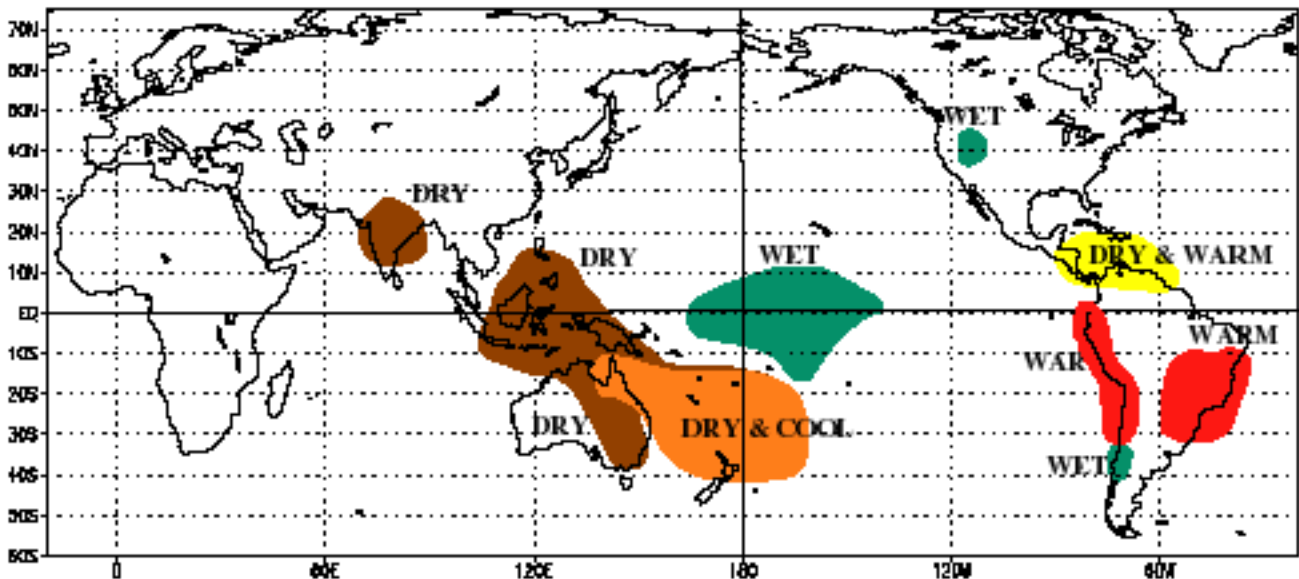 70N
60N
50N
40N
30N
20N
10N
EQ
10S
20S
30S
40S
50S
60S
WET
DRY
DRY
WET
DRY & WARM
WAR
WARM
DRY
DRY & COOL
WET
0
60E
120E
180
120W
60W